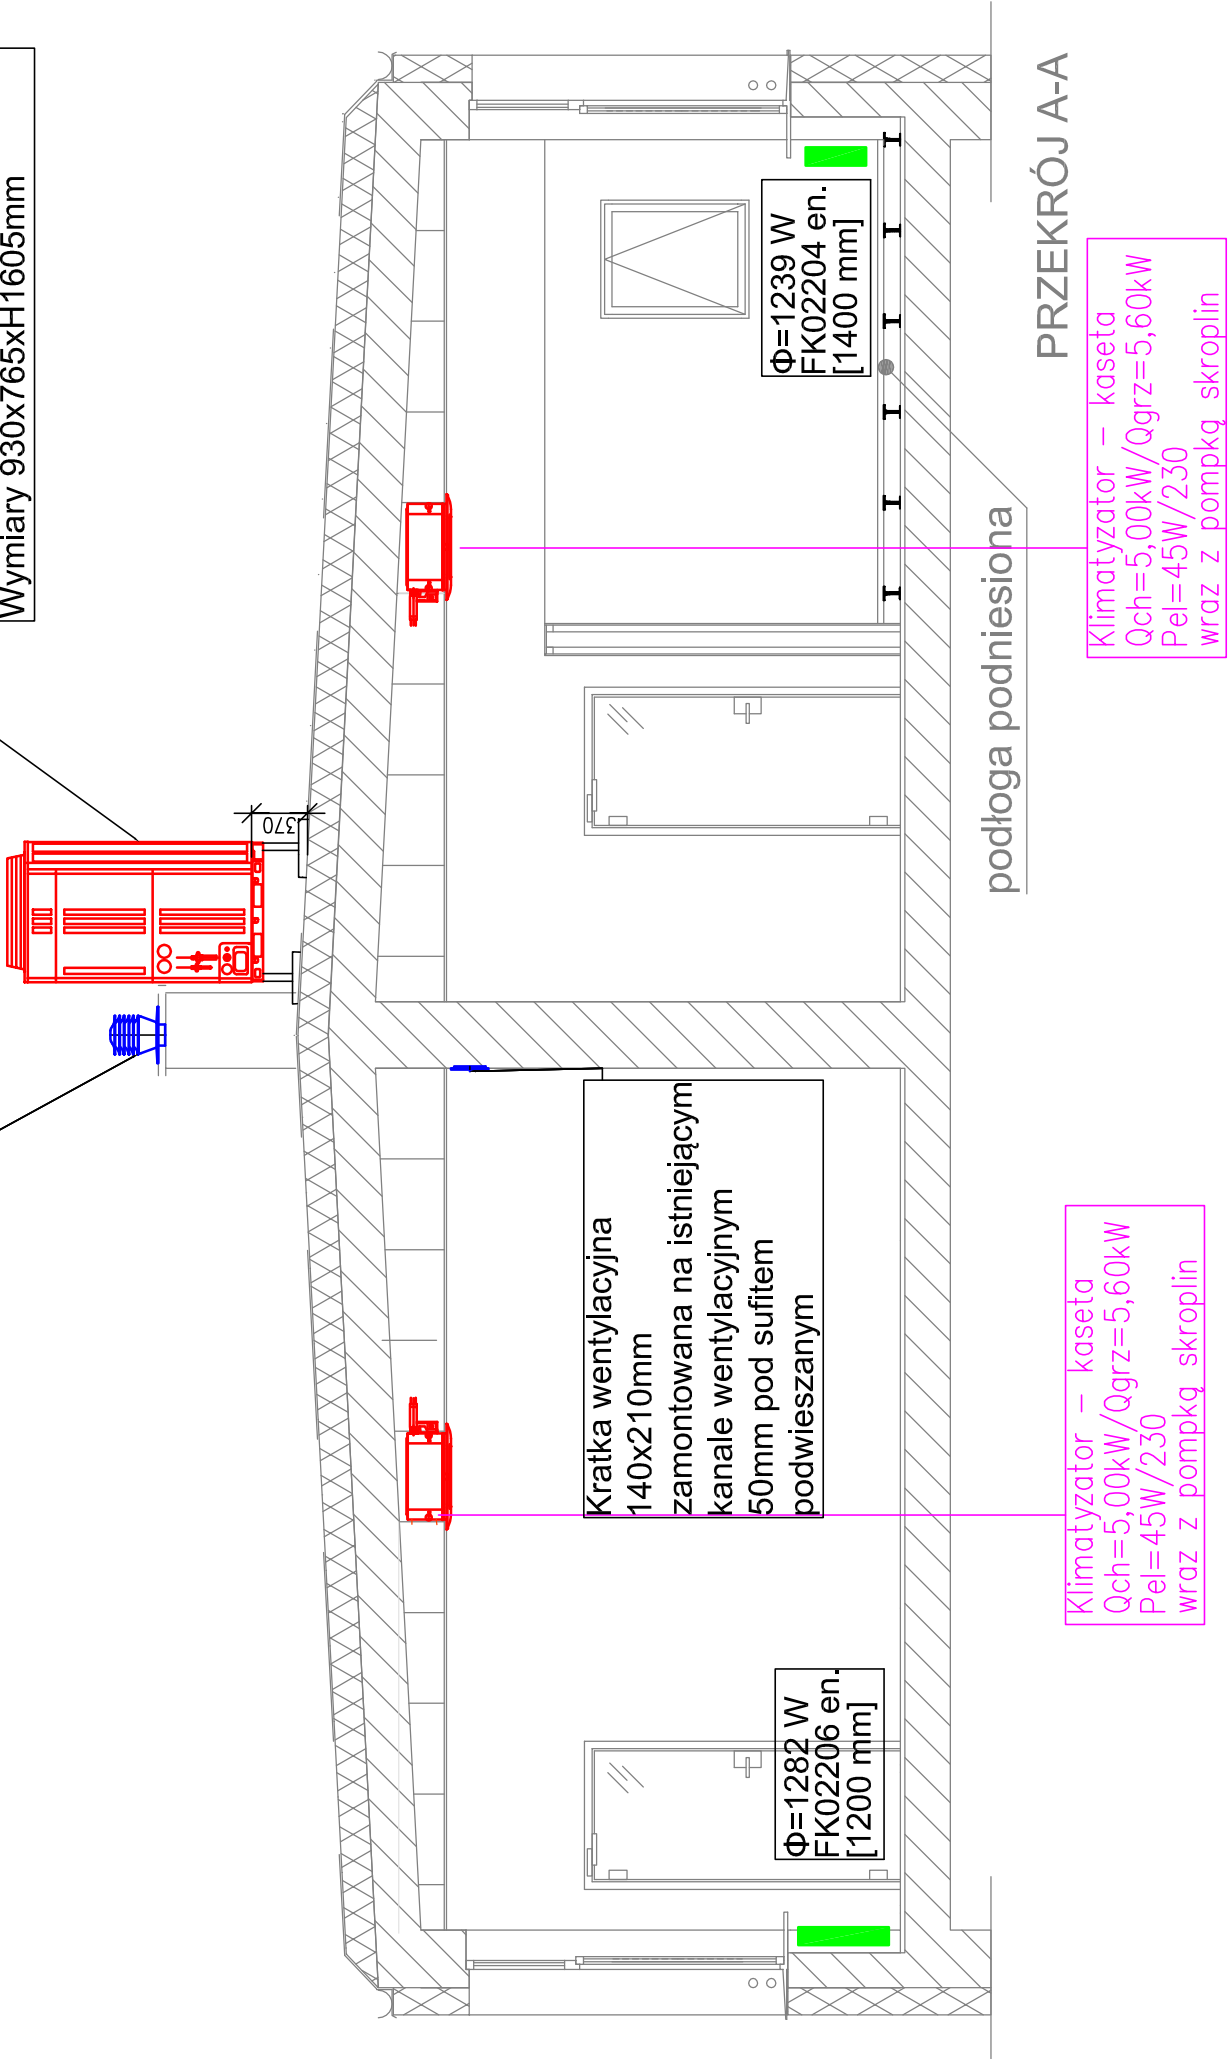 Wymiary 930x765xH1605mm
370
Φ=1239 W
FK02204 en.
[1400 mm]
PRZEKRÓJ A-A
Klimatyzator – kaseta
Qch=5,00kW/Qgrz=5,60kW
Pel=45W/230
wraz z pompką skroplin
podłoga podniesiona
Kratka wentylacyjna
140x210mm
zamontowana na istniejącym
kanale wentylacyjnym
50mm pod sufitem
podwieszanym
Φ=1282 W
FK02206 en.
[1200 mm]
Klimatyzator – kaseta
Qch=5,00kW/Qgrz=5,60kW
Pel=45W/230
wraz z pompką skroplin